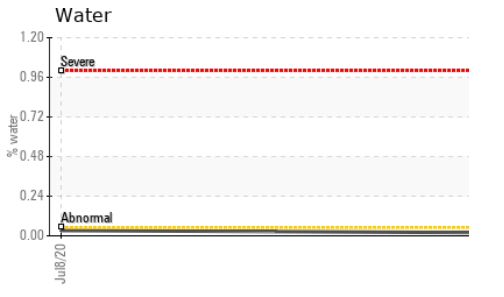 Water
1.20
Severe
0.96
0.72
% water
0.48
0.24
Abnormal
0.00
Jul8/20